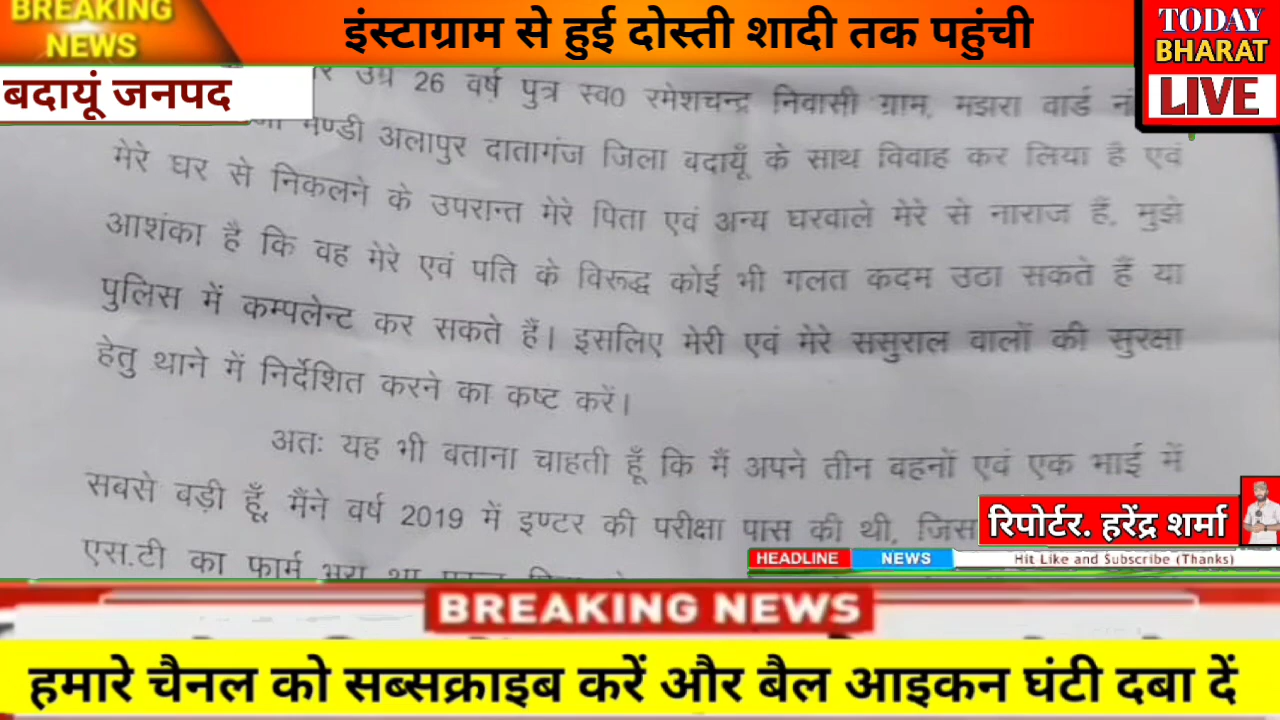 BREAKING
NEWS
इंस्टाग्राम से हुई दोस्ती शादी तक पहुंची
TODAY
BHARAT
LIVE
बदायूं जनपद
उम्र 26 वर्ष पुत्र स्व0 रमेशचन्द्र निवासी ग्राम, मझरा वार्ड
मण्डी अलापुर दातागंज जिला बदायूँ के साथ विवाह कर लिया है एवं
मेरे घर से निकलने के उपरान्त मेरे पिता एवं अन्य घरवाले मेरे से नाराज हैं, मुझे
आशंका है कि वह मेरे एवं पति के विरूद्ध कोई भी गलत कदम उठा सकते हैं या
पुलिस में कम्पलेन्ट कर सकते हैं। इसलिए मेरी एवं मेरे ससुराल वालों की सुरक्षा
हेतु थाने में निर्देशित करने का कष्ट करें।
अतः यह भी बताना चाहती हूँ कि मैं अपने तीन बहनों एवं एक भाई में
सबसे बड़ी हूँ, मैंने वर्ष 2019 में इण्टर की परीक्षा पास की थी,
एस.टी का फार्म भरा था
रिपोर्टर. हरेंद्र शर्मा
HEADLINE NEWS Hit Like and Subscribe (Thanks)
BREAKING NEWS
हमारे चैनल को सब्सक्राइब करें और बैल आइकन घंटी दबा दें